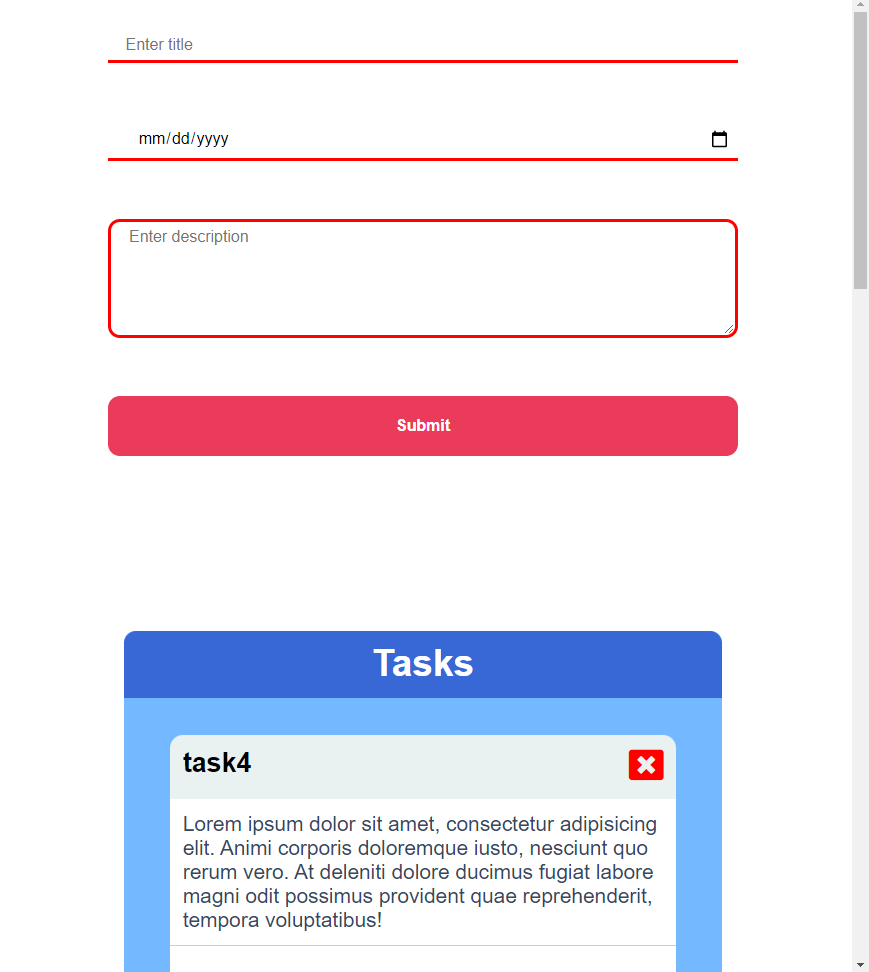 Enter title
mm/dd/yyyy
Enter description
Submit
Tasks
task4
Lorem ipsum dolor sit amet, consectetur adipisicing
elit. Animi corporis doloremque iusto, nesciunt quo
rerum vero. At deleniti dolore ducimus fugiat labore
magni odit possimus provident quae reprehenderit,
tempora voluptatibus!